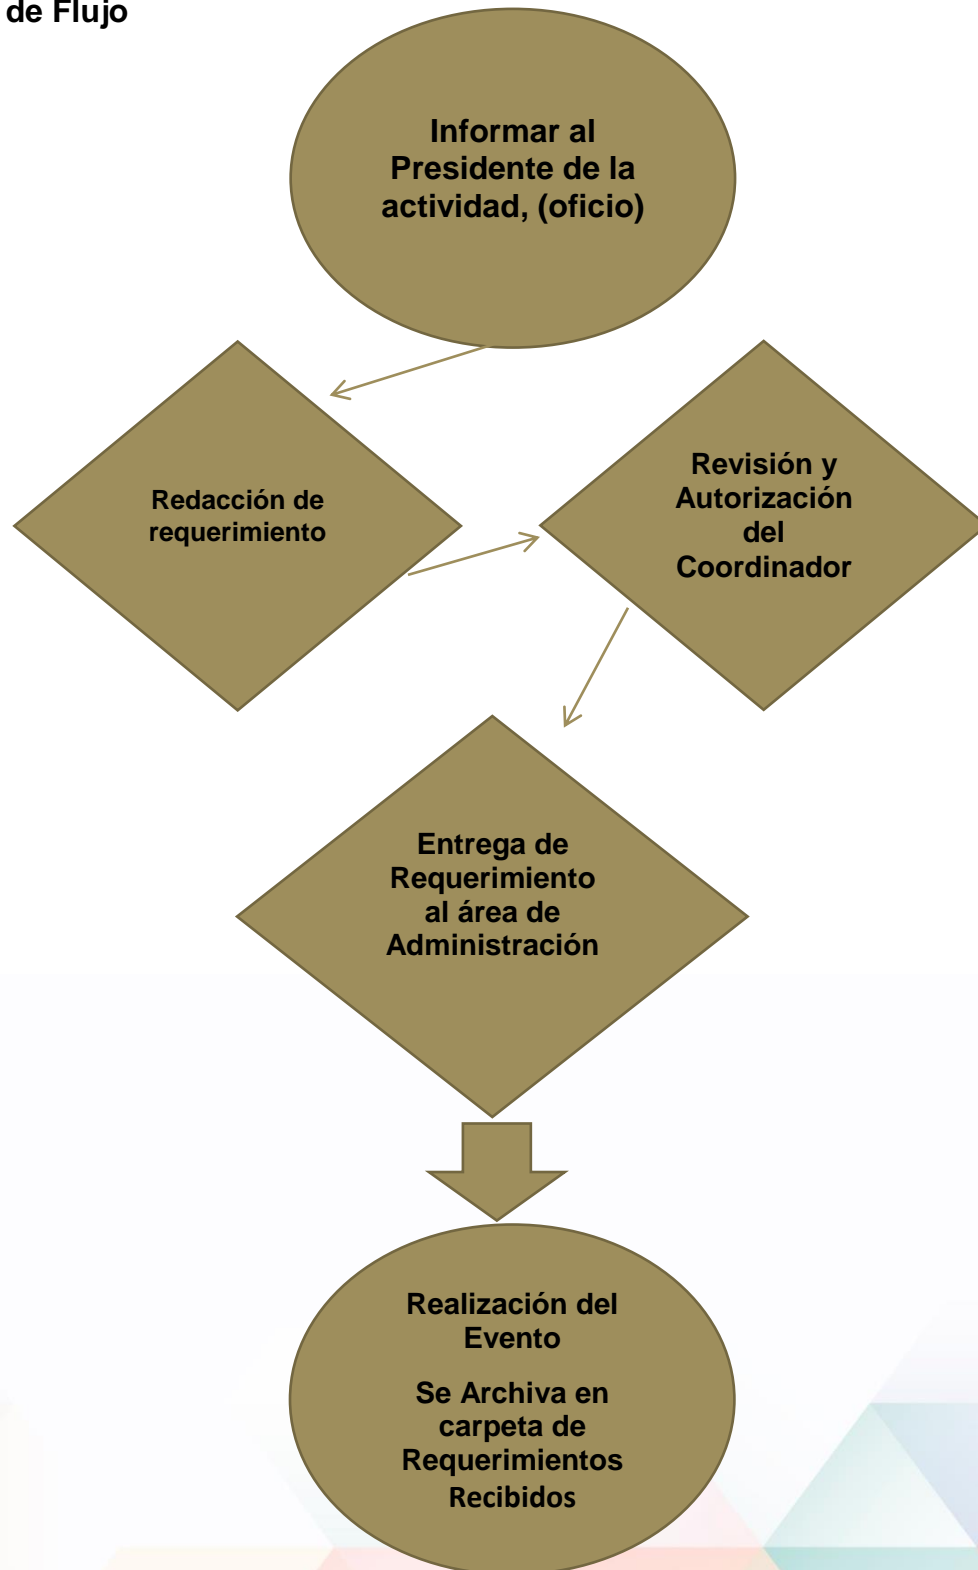 de Flujo
Informar al
Presidente de la
actividad, (oficio)
Redacción de
requerimiento
Revisión y
Autorización
del
Coordinador
Entrega de
Requerimiento
al área de
Administración
Realización del
Evento
Se Archiva en
carpeta de
Requerimientos
Recibidos